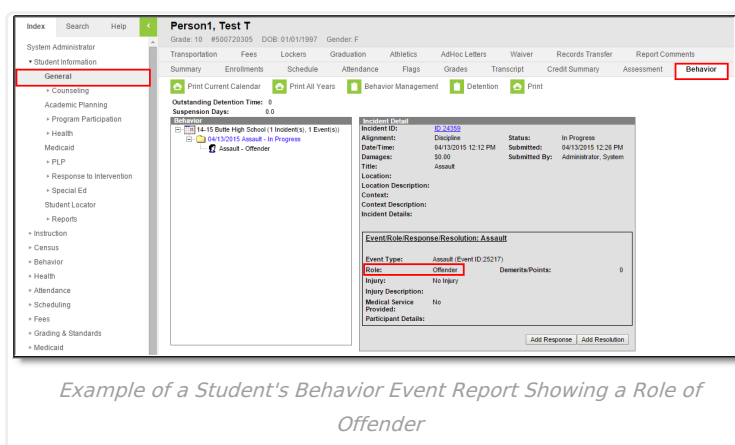 Index Search Help
System Administrator
Student Information
General
Counseling
Academic Planning
Program Participation
Health
Medicaid
PLP
Response to Intervention
Special Ed
Student Locator
Reports
Instruction
Census
Behavior
Health
Attendance
Scheduling
Fees
Grading & Standards
Medicaid
Person1, Test T
Grade: 10 #500720305 DOB: 01/01/1997 Gender: F
Transportation Fees Lockers Graduation Athletics AdHoc Letters Waiver Records Transfer Report Comments
Summary Enrollments Schedule Attendance Flags Grades Transcript Credit Summary Assessment Behavior
Print Current Calendar Print All Years Behavior Management Detention Print
Outstanding Detention Time: 0
Suspension Days: 0.0
Behavior
14-15 Butte High School (1 Incident(s), 1 Event(s))
04/13/2015 Assault - In Progress
Assault - Offender
Incident Detail
Incident ID: ID 24359
Alignment: Discipline Status: In Progress
Date/Time: 04/13/2015 12:12 PM Submitted: 04/13/2015 12:26 PM
Damages: $0.00 Submitted By: Administrator, System
Title: Assault
Location:
Location Description:
Context:
Context Description:
Incident Details:
Event/Role/Response/Resolution: Assault
Event Type: Assault (Event ID:25217)
Role: Offender Demerits/Points: 0
Injury: No Injury
Injury Description:
Medical Service Provided: No
Participant Details:
Add Response Add Resolution
Example of a Student's Behavior Event Report Showing a Role of
Offender